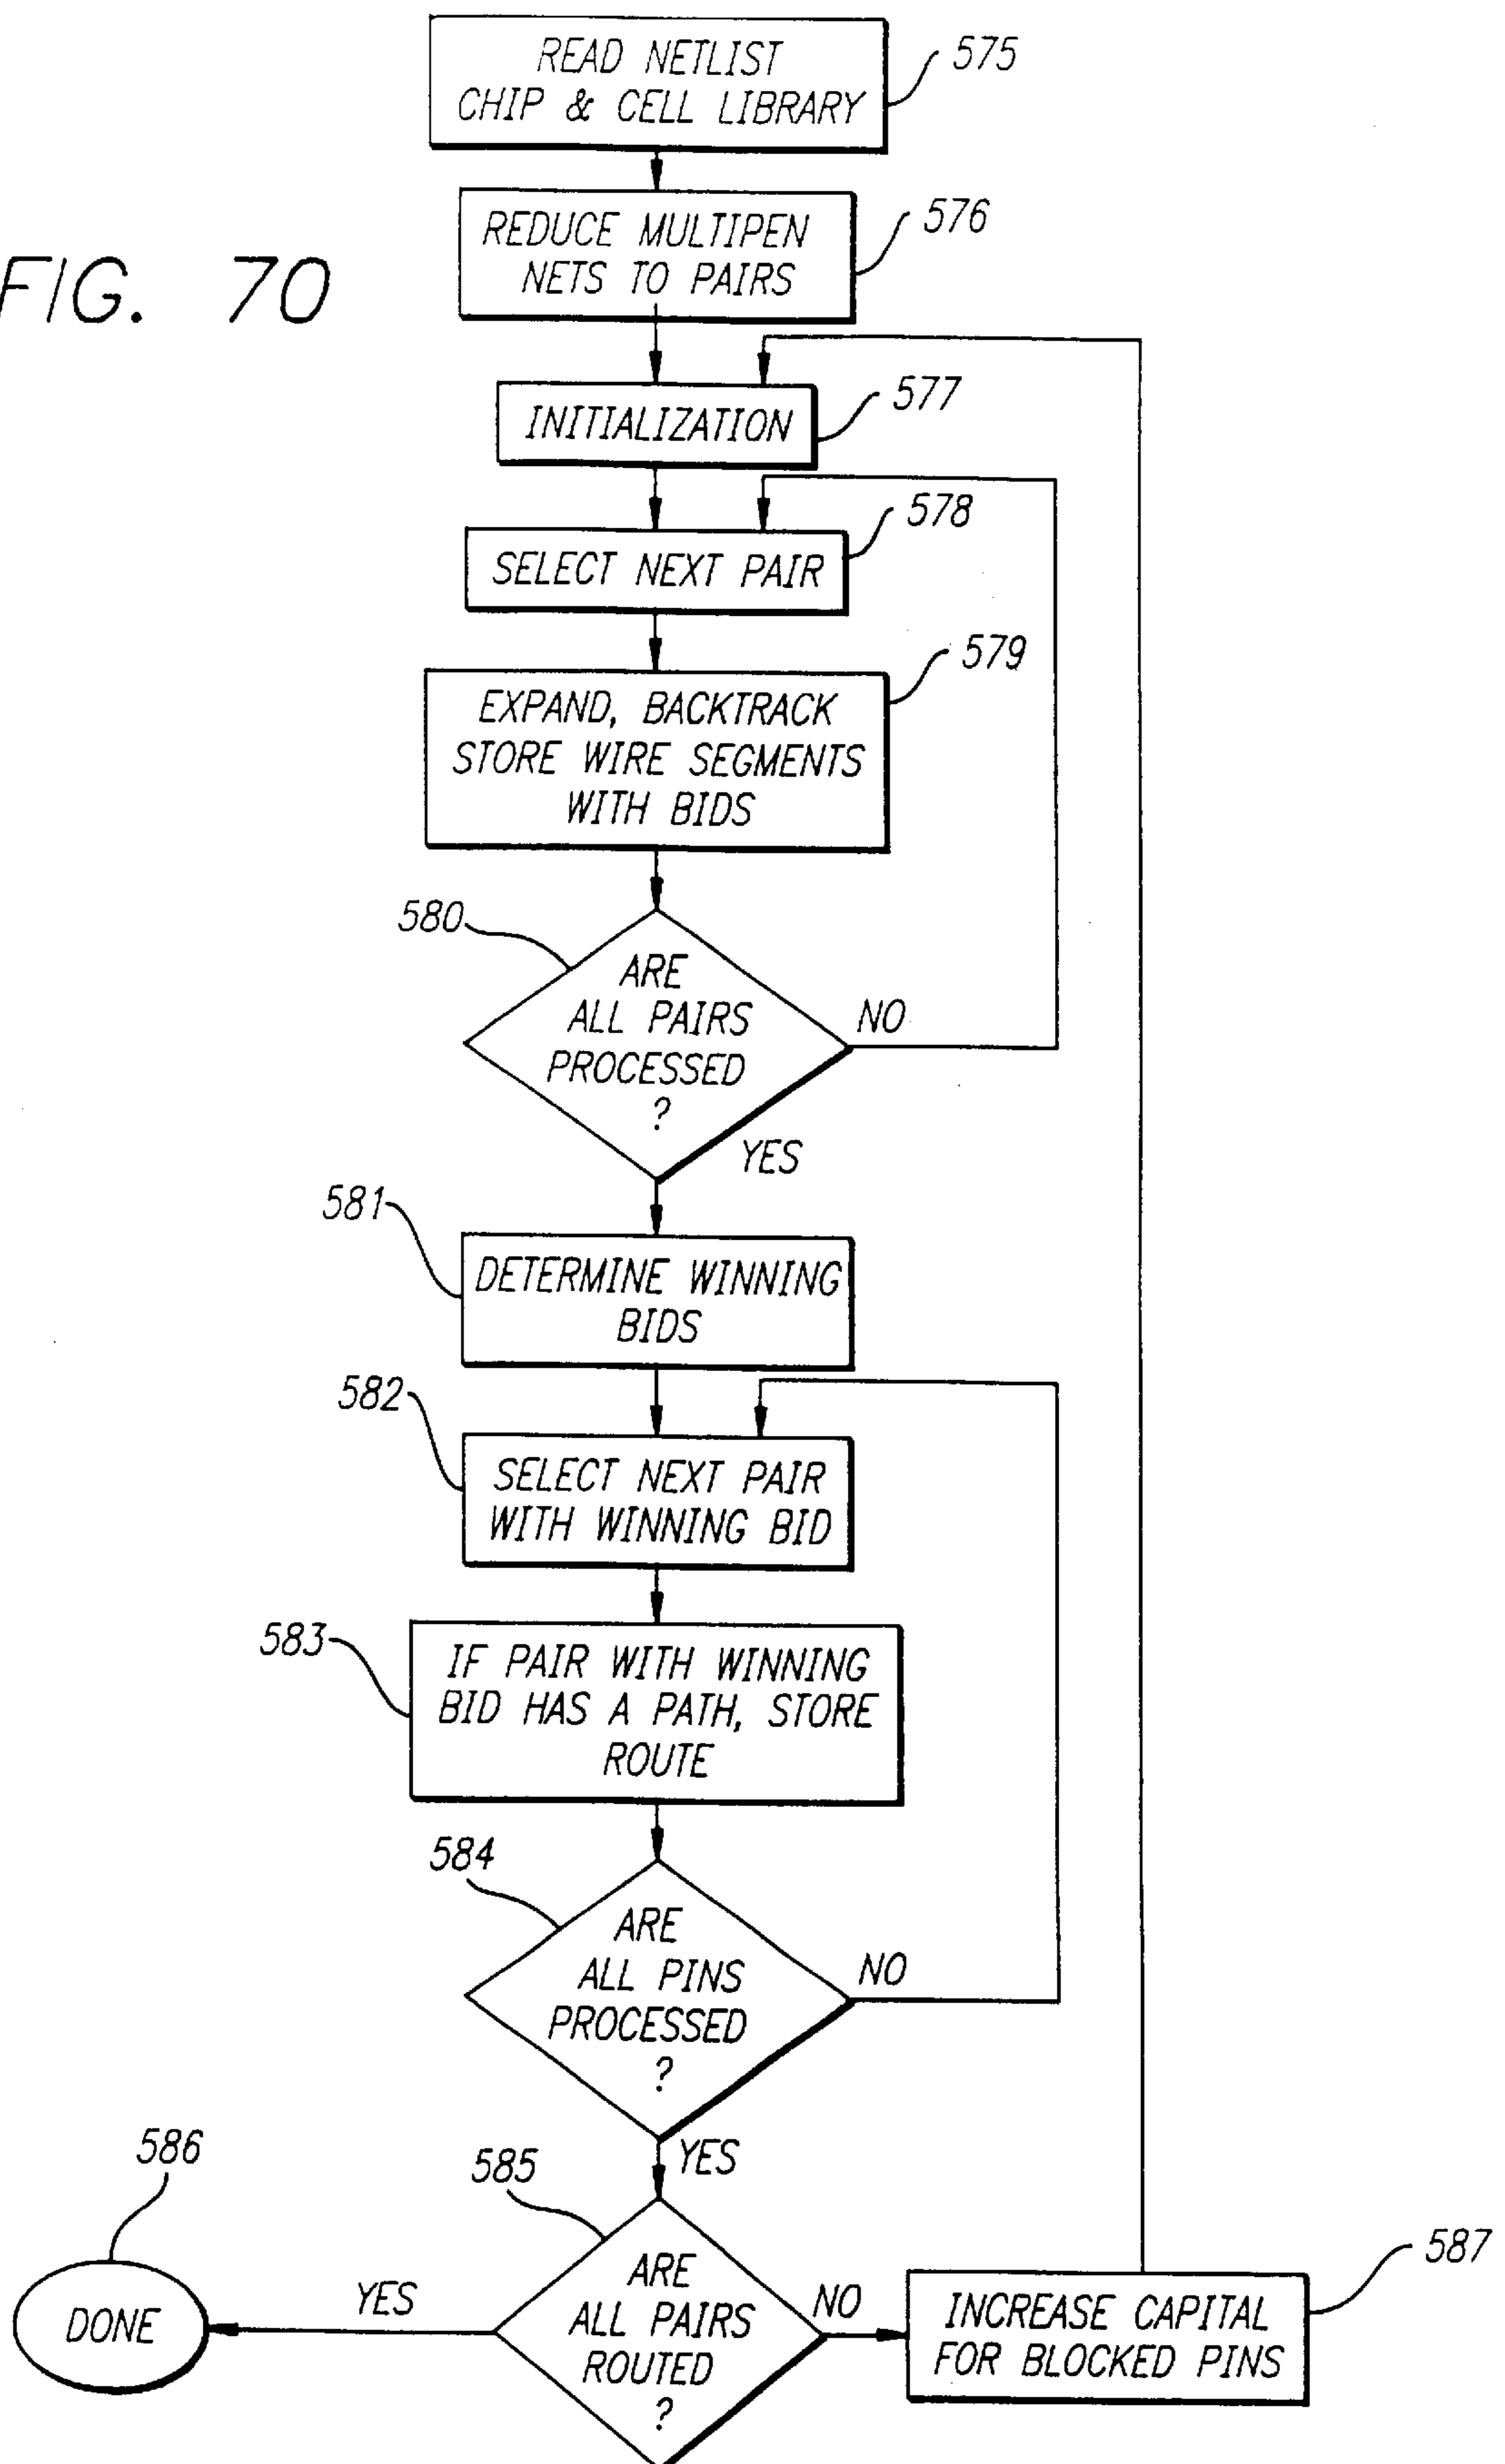 READ NETLIST
CHIP & CELL LIBRARY
575
REDUCE MULTIPEN
NETS TO PAIRS
576
FIG. 70
INITIALIZATION
577
SELECT NEXT PAIR
578
EXPAND, BACKTRACK
STORE WIRE SEGMENTS
WITH BIDS
579
580
ARE
ALL PAIRS
PROCESSED
?
NO
YES
581
DETERMINE WINNING
BIDS
582
SELECT NEXT PAIR
WITH WINNING BID
583
IF PAIR WITH WINNING
BID HAS A PATH, STORE
ROUTE
584
ARE
ALL PINS
PROCESSED
?
NO
YES
585
ARE
ALL PAIRS
ROUTED
?
YES
NO
586
DONE
587
INCREASE CAPITAL
FOR BLOCKED PINS